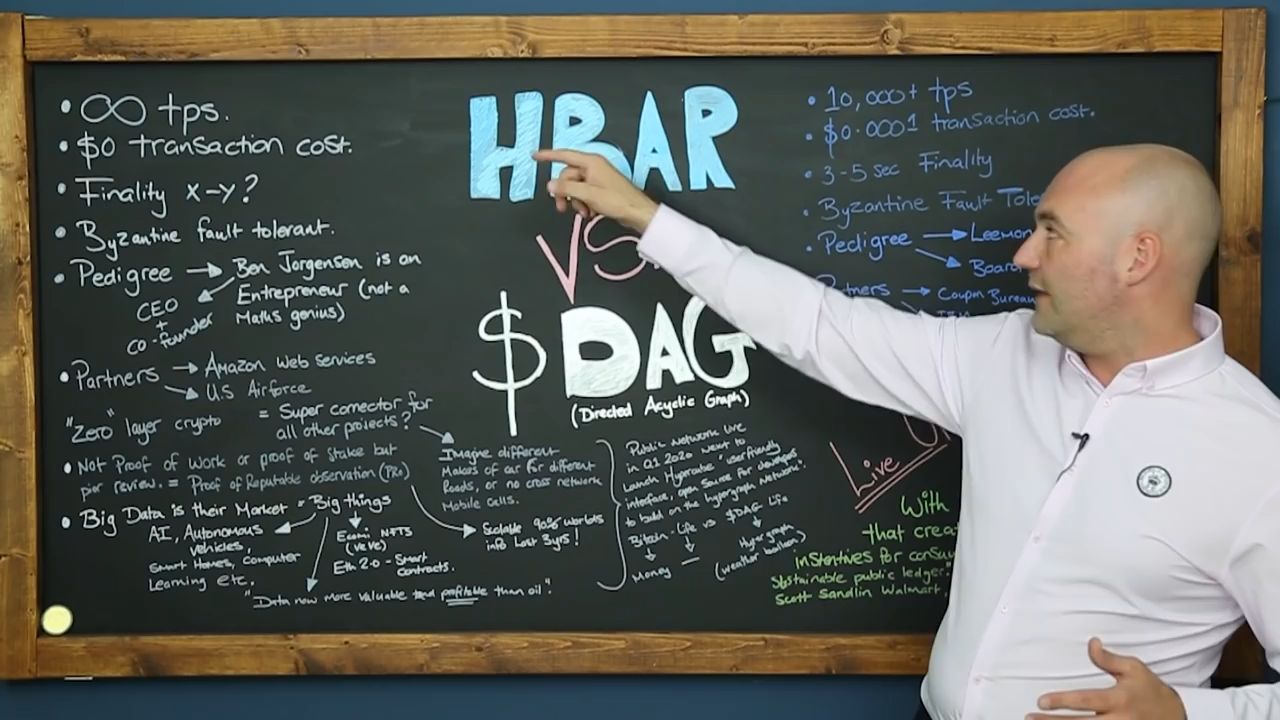 • ∞ tps.
• $0 transaction cost.
• Finality x-y?
• Byzantine fault tolerant.
• Pedigree → Ben Jorgensen is an
Entrepreneur (not a
Maths genius)
CEO
+
co-founder
• Partners → Amazon Web Services
→ U.S Airforce
"Zero" layer crypto = Super connector for
all other projects?
• Not Proof of Work or proof of Stake but
pier review. = Proof of Reputable observation (PRo)
• Big Data is their Market = Big things
AI, Autonomous
vehicles,
Smart Homes, Computer
Learning etc.
NFTS
(VeVe)
Eth 2.0 - Smart
Contracts.
"Data now more valuable and profitable than oil".
HBAR
VS.
$DAG
(Directed Acyclic Graph)
Imagine different
Makers of car for different
Roads, or no cross network
Mobile calls.
Scalable 90% worlds
info Last 3yrs!
Public Network Live
in Q1 2020 went to
Launch Hypercube "user friendly
interface, open Source for developers
to build on the hypergraph Network".
Bitcoin - Life vs $DAG Life
Money
Hypergraph
(weather balloon)
• 10,000+ tps
• $0.0001 transaction cost.
• 3-5 sec Finality
• Byzantine Fault Tole
• Pedigree → Leemon
→ Board
→ Coupon Bureau
IBM
Live
With
that creat
instentives for consu
Sustainable public ledger."
Scott Sandlin Walmart.